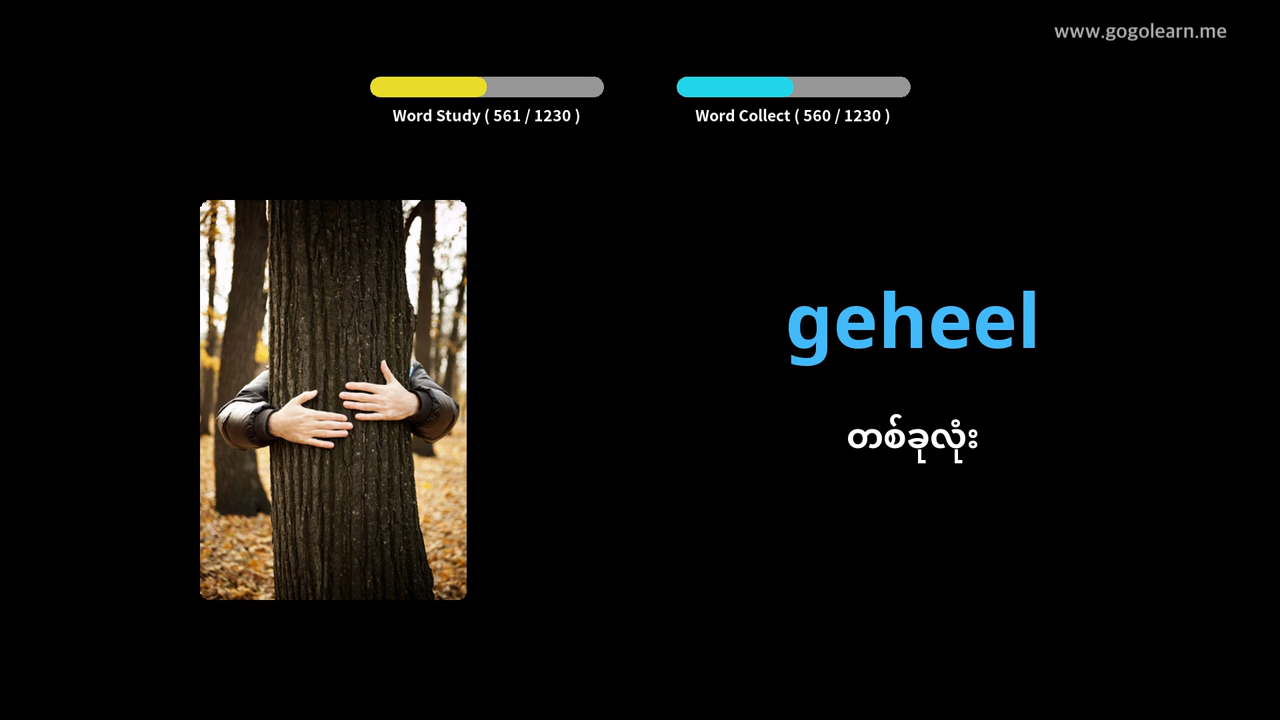 www.gogolearn.me
Word Study ( 561 / 1230 )
Word Collect ( 560 / 1230 )
geheel
တစ်ခုလုံး